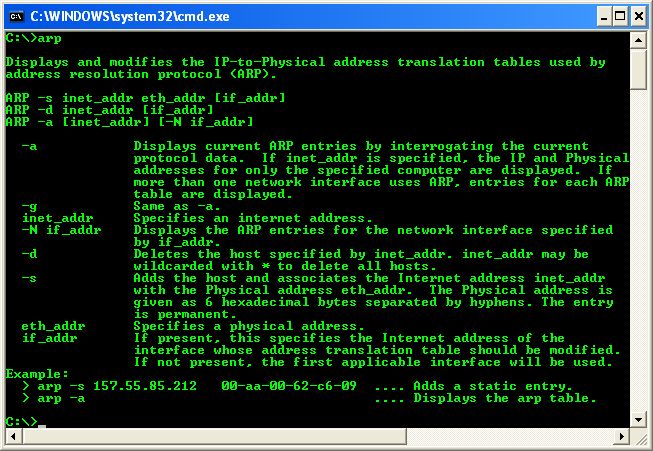 C:\WINDOWS\system32\cmd.exe
C:\>arp
Displays and modifies the IP-to-Physical address translation tables used by
address resolution protocol (ARP).
ARP -s inet_addr eth_addr [if_addr]
ARP -d inet_addr [if_addr]
ARP -a [inet_addr] [-N if_addr]
-a            Displays current ARP entries by interrogating the current
protocol data.  If inet_addr is specified, the IP and Physical
addresses for only the specified computer are displayed.  If
more than one network interface uses ARP, entries for each ARP
table are displayed.
-g            Same as -a.
inet_addr     Specifies an internet address.
-N if_addr    Displays the ARP entries for the network interface specified
by if_addr.
-d            Deletes the host specified by inet_addr. inet_addr may be
wildcarded with * to delete all hosts.
-s            Adds the host and associates the Internet address inet_addr
with the Physical address eth_addr.  The Physical address is
given as 6 hexadecimal bytes separated by hyphens. The entry
is permanent.
eth_addr      Specifies a physical address.
if_addr       If present, this specifies the Internet address of the
interface whose address translation table should be modified.
If not present, the first applicable interface will be used.
Example:
> arp -s 157.55.85.212   00-aa-00-62-c6-09  .... Adds a static entry.
> arp -a                                    .... Displays the arp table.
C:\>_